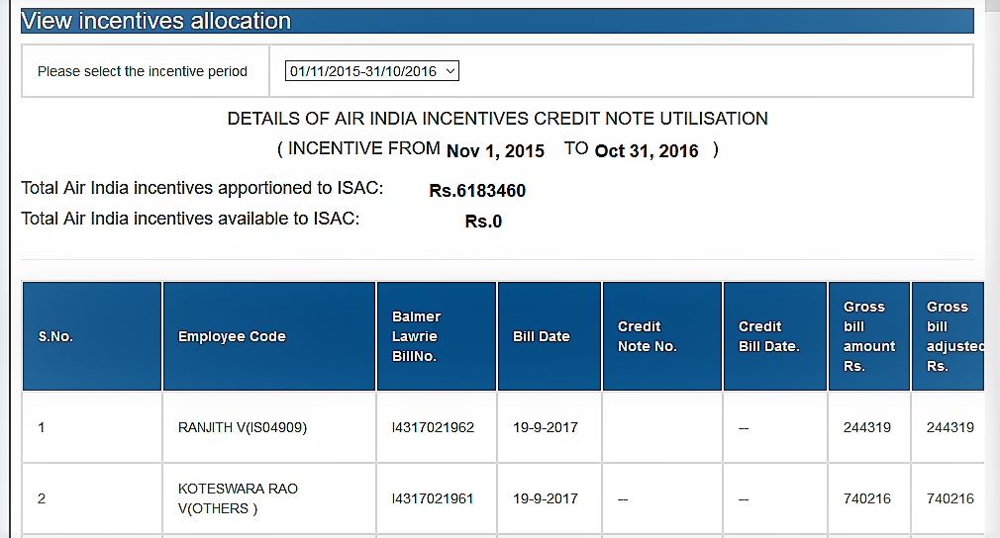 View incentives allocation
Please select the incentive period 01/11/2015-31/10/2016
DETAILS OF AIR INDIA INCENTIVES CREDIT NOTE UTILISATION
( INCENTIVE FROM Nov 1, 2015 TO Oct 31, 2016 )
Total Air India incentives apportioned to ISAC: Rs.6183460
Total Air India incentives available to ISAC: Rs.0
S.No.
Employee Code
Balmer
Lawrie
BillNo.
Bill Date
Credit
Note No.
Credit
Bill Date.
Gross
bill
amount
Rs.
Gross
bill
adjusted
Rs.
1 RANJITH V(IS04909) I4317021962 19-9-2017 -- 244319 244319
2 KOTESWARA RAO
V(OTHERS ) I4317021961 19-9-2017 -- -- 740216 740216